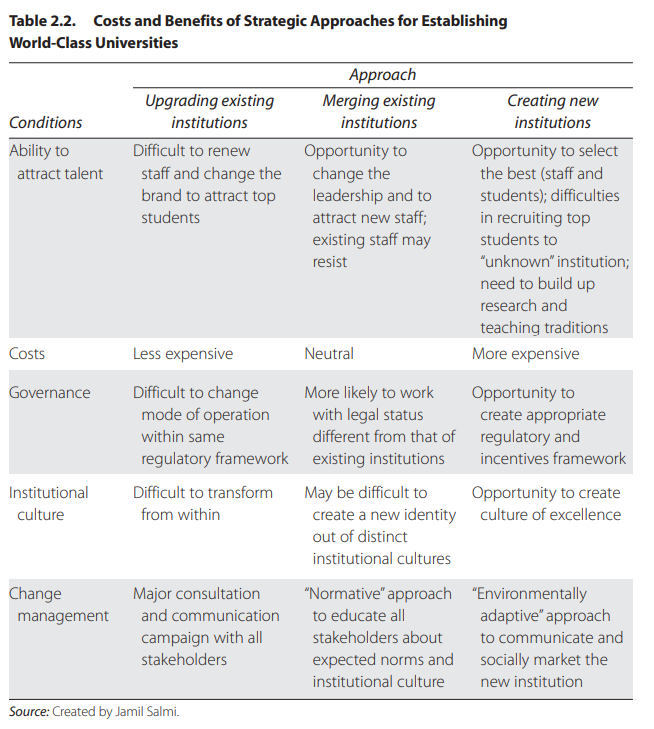 Table 2.2. Costs and Benefits of Strategic Approaches for Establishing
World-Class Universities
Approach
Conditions
Upgrading existing
institutions
Merging existing
institutions
Creating new
institutions
Ability to
attract talent
Difficult to renew
staff and change the
brand to attract top
students
Opportunity to
change the
leadership and to
attract new staff;
existing staff may
resist
Opportunity to select
the best (staff and
students); difficulties
in recruiting top
students to
“unknown” institution;
need to build up
research and
teaching traditions
Costs
Less expensive
Neutral
More expensive
Governance
Difficult to change
mode of operation
within same
regulatory framework
More likely to work
with legal status
different from that of
existing institutions
Opportunity to
create appropriate
regulatory and
incentives framework
Institutional
culture
Difficult to transform
from within
May be difficult to
create a new identity
out of distinct
institutional cultures
Opportunity to create
culture of excellence
Change
management
Major consultation
and communication
campaign with all
stakeholders
“Normative” approach
to educate all
stakeholders about
expected norms and
institutional culture
“Environmentally
adaptive” approach
to communicate and
socially market the
new institution
Source: Created by Jamil Salmi.